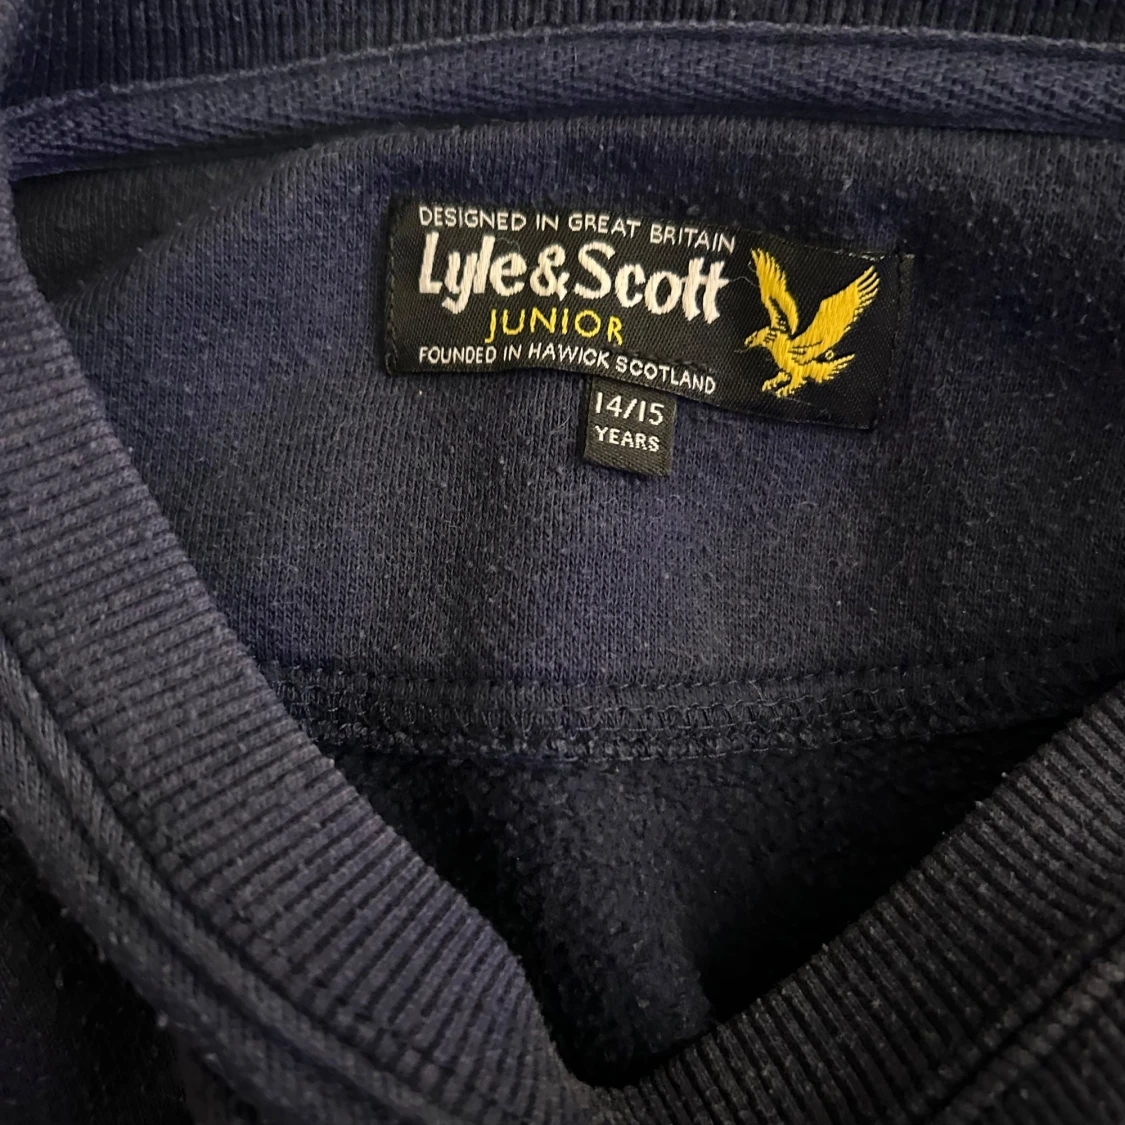 DESIGNED IN GREAT BRITAIN
Lyle&Scott
JUNIOR
FOUNDED IN HAWICK SCOTLAND
14/15
YEARS